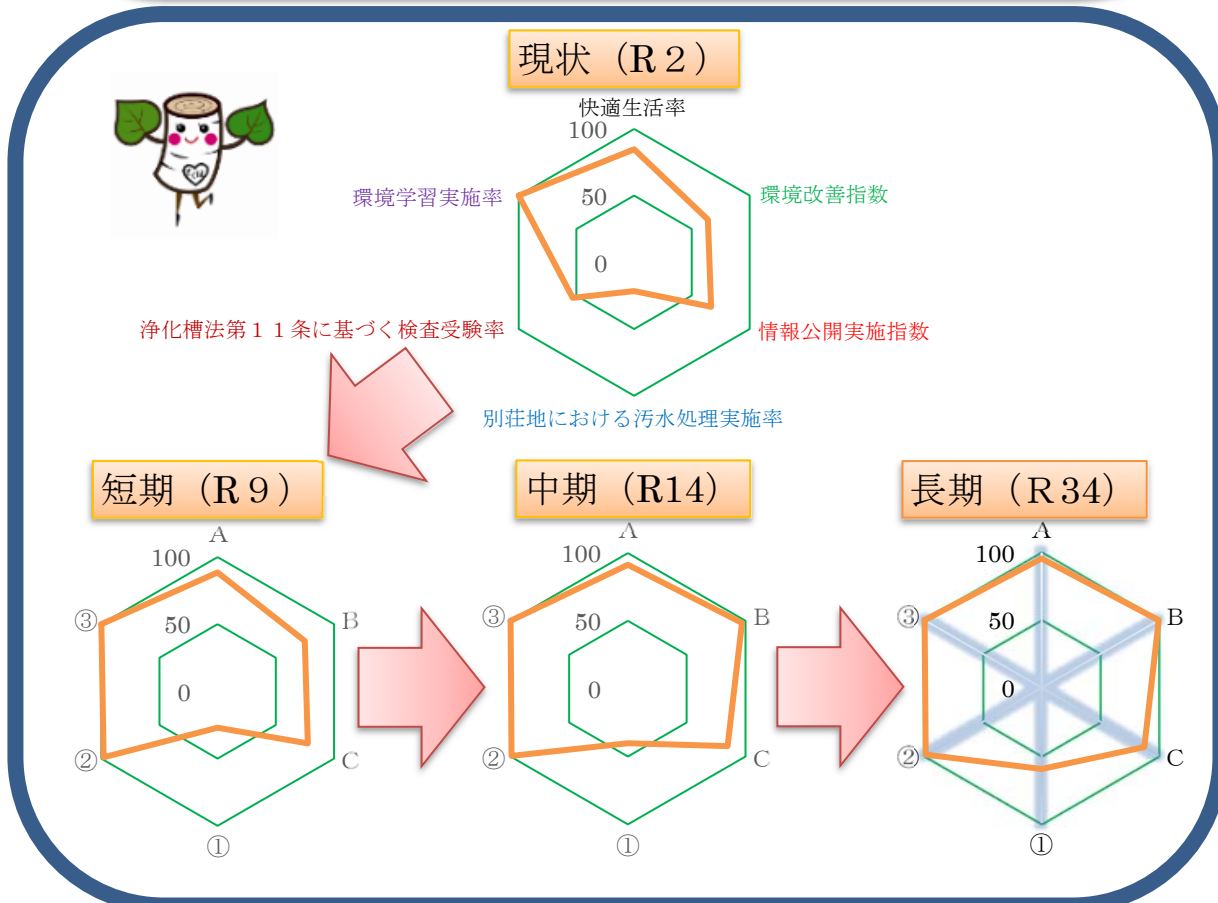 現状（R２）
快適生活率
100
環境学習実施率
50
環境改善指数
0
浄化槽法第１１条に基づく検査受験率
情報公開実施指数
別荘地における汚水処理実施率
短期（R９）
中期（R14）
長期（Ｒ34）
A
100
③
50
B
0
②
C
①
A
100
③
50
B
0
②
C
①
A
100
③
50
B
0
②
C
①